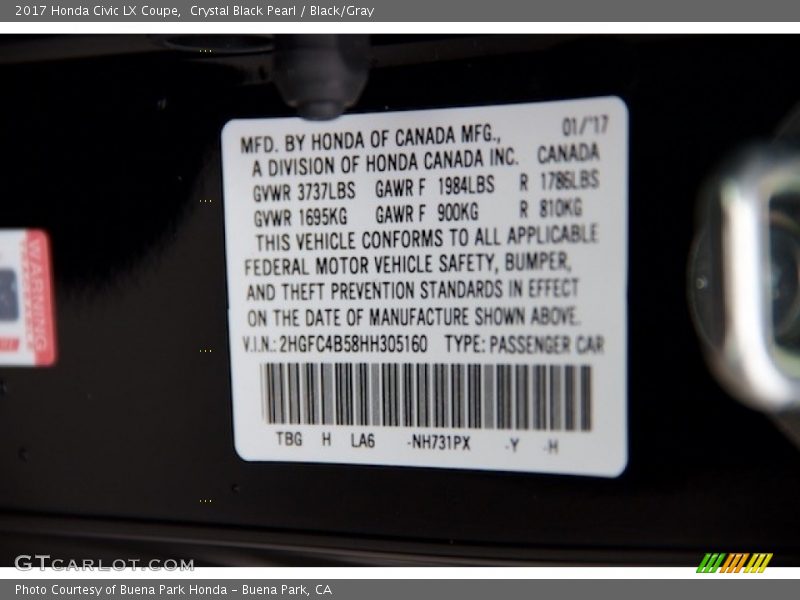 2017 Honda Civic LX Coupe, Crystal Black Pearl / Black/Gray
MFD. BY HONDA OF CANADA MFG., 01/'17
A DIVISION OF HONDA CANADA INC. CANADA
GVWR 3737LBS GAWR F 1984LBS R 1786LBS
GVWR 1695KG GAWR F 900KG R 810KG
THIS VEHICLE CONFORMS TO ALL APPLICABLE
FEDERAL MOTOR VEHICLE SAFETY, BUMPER,
AND THEFT PREVENTION STANDARDS IN EFFECT
ON THE DATE OF MANUFACTURE SHOWN ABOVE.
V.I.N.: 2HGFC4B58HH305160 TYPE: PASSENGER CAR
TBG H LA6 -NH731PX -Y -H
WARNING
GTCARLOT.COM
Photo Courtesy of Buena Park Honda - Buena Park, CA